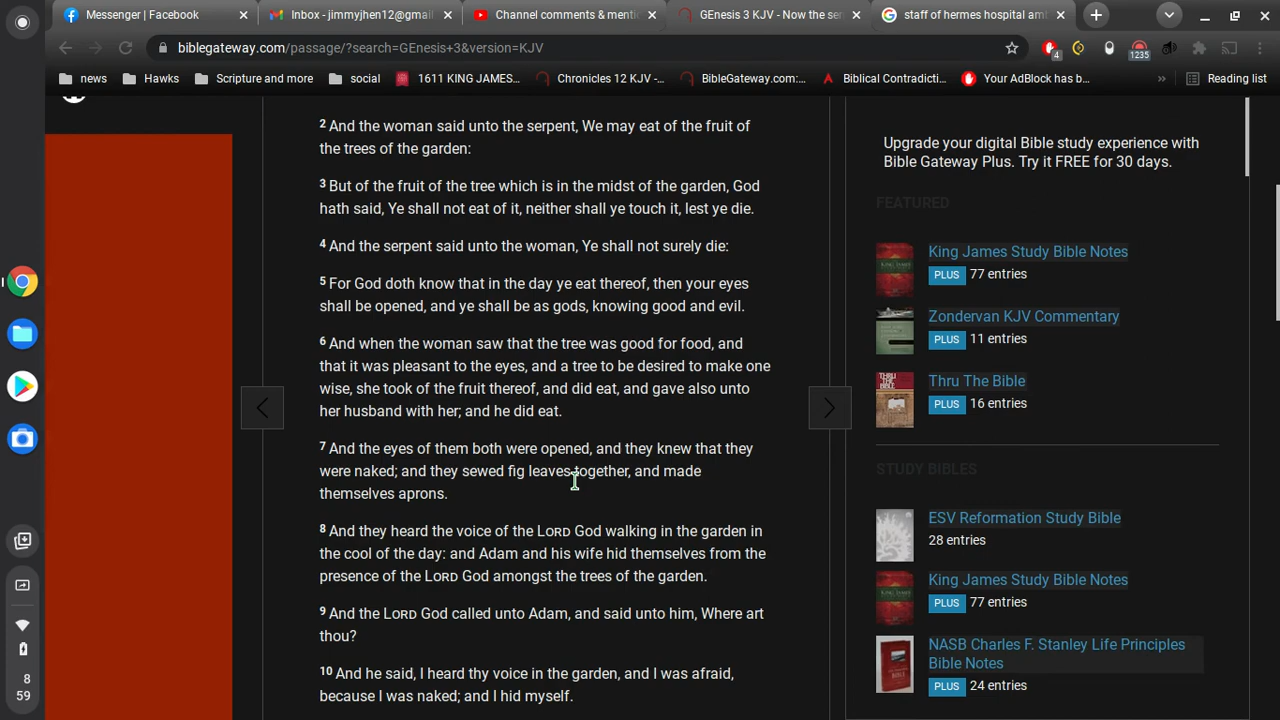 Messenger | Facebook
Inbox - jimmyjhen12@gmail
Channel comments & mentio
GEnesis 3 KJV - Now the ser
staff of hermes hospital aml
biblegateway.com/passage/?search=GEnesis+3&version=KJV
4
1235
news
Hawks
Scripture and more
social
1611 KING JAMES...
Chronicles 12 KJV -...
BibleGateway.com:...
Biblical Contradicti...
Your AdBlock has b...
»
Reading list
2 And the woman said unto the serpent, We may eat of the fruit of
the trees of the garden:
3 But of the fruit of the tree which is in the midst of the garden, God
hath said, Ye shall not eat of it, neither shall ye touch it, lest ye die.
4 And the serpent said unto the woman, Ye shall not surely die:
5 For God doth know that in the day ye eat thereof, then your eyes
shall be opened, and ye shall be as gods, knowing good and evil.
6 And when the woman saw that the tree was good for food, and
that it was pleasant to the eyes, and a tree to be desired to make one
wise, she took of the fruit thereof, and did eat, and gave also unto
her husband with her; and he did eat.
7 And the eyes of them both were opened, and they knew that they
were naked; and they sewed fig leaves together, and made
themselves aprons.
8 And they heard the voice of the LORD God walking in the garden in
the cool of the day: and Adam and his wife hid themselves from the
presence of the LORD God amongst the trees of the garden.
9 And the LORD God called unto Adam, and said unto him, Where art
thou?
10 And he said, I heard thy voice in the garden, and I was afraid,
because I was naked; and I hid myself.
Upgrade your digital Bible study experience with
Bible Gateway Plus. Try it FREE for 30 days.
FEATURED
King James Study Bible Notes
PLUS 77 entries
Zondervan KJV Commentary
PLUS 11 entries
Thru The Bible
PLUS 16 entries
STUDY BIBLES
ESV Reformation Study Bible
28 entries
King James Study Bible Notes
PLUS 77 entries
NASB Charles F. Stanley Life Principles
Bible Notes
PLUS 24 entries
8
59